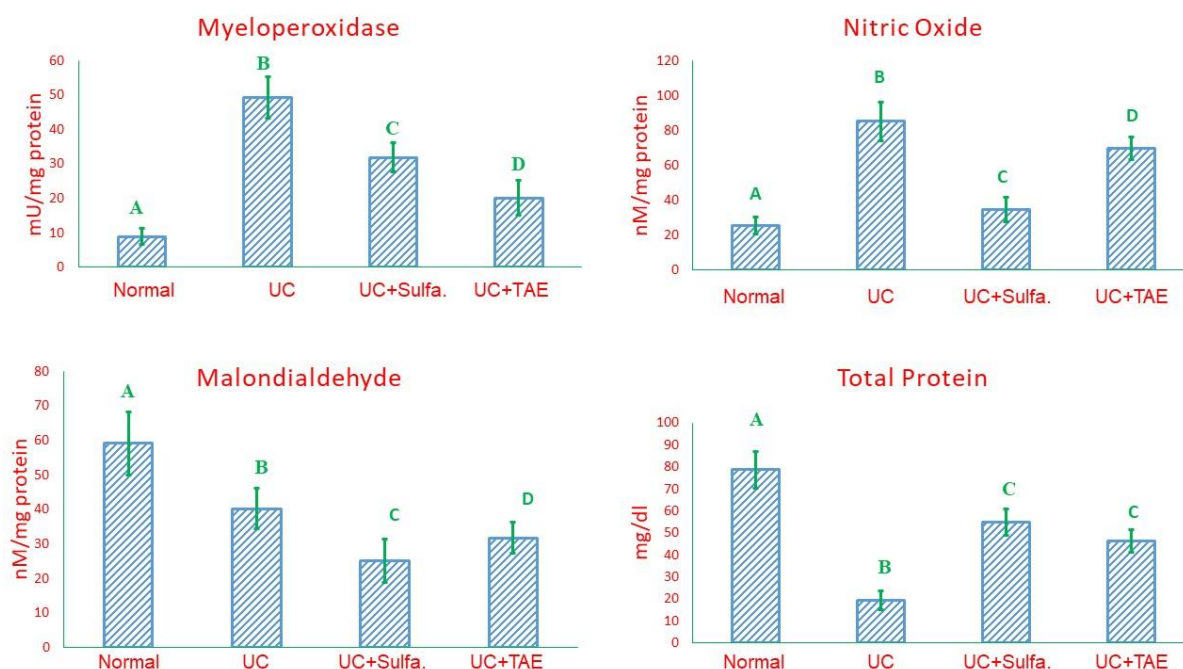 Myeloperoxidase
mU/mg protein
60
50
40
30
20
10
0
A
B
C
D
Normal UC UC+Sulfa. UC+TAE
Nitric Oxide
nM/mg protein
120
100
80
60
40
20
0
A
B
C
D
Normal UC UC+Sulfa. UC+TAE
Malondialdehyde
nM/mg protein
80
70
60
50
40
30
20
10
0
A
B
C
D
Normal UC UC+Sulfa. UC+TAE
Total Protein
mg/dl
100
90
80
70
60
50
40
30
20
10
0
A
B
C
C
Normal UC UC+Sulfa. UC+TAE